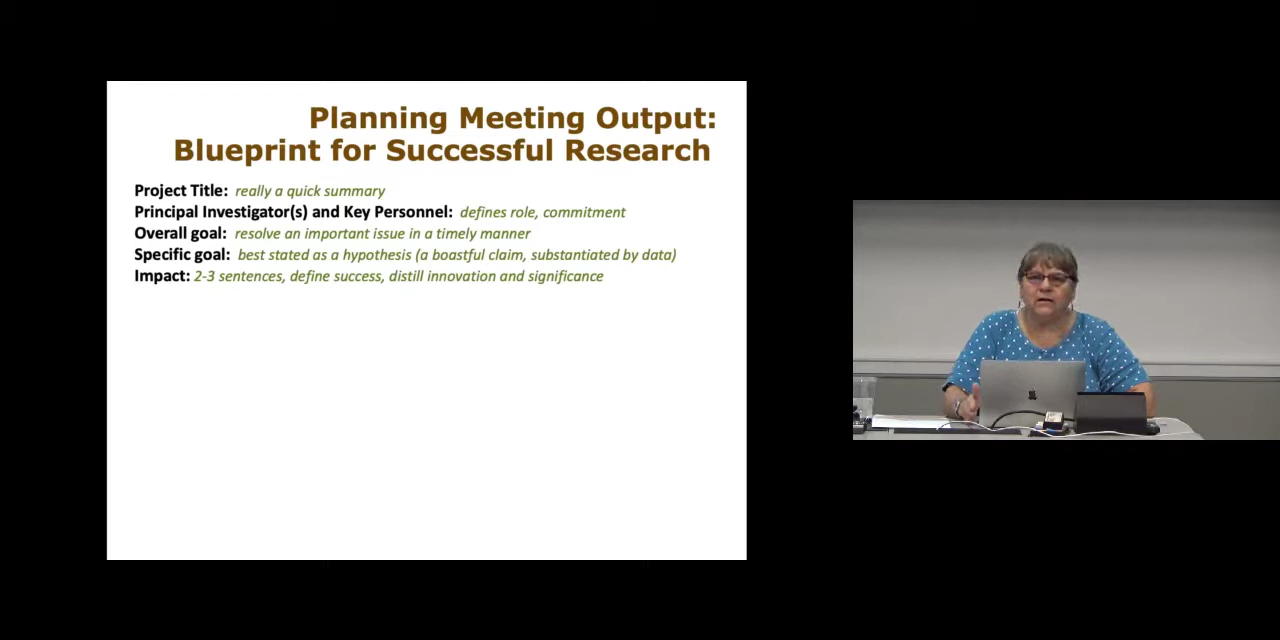 Planning Meeting Output:
Blueprint for Successful Research
Project Title: really a quick summary
Principal Investigator(s) and Key Personnel: defines role, commitment
Overall goal: resolve an important issue in a timely manner
Specific goal: best stated as a hypothesis (a boastful claim, substantiated by data)
Impact: 2-3 sentences, define success, distill innovation and significance